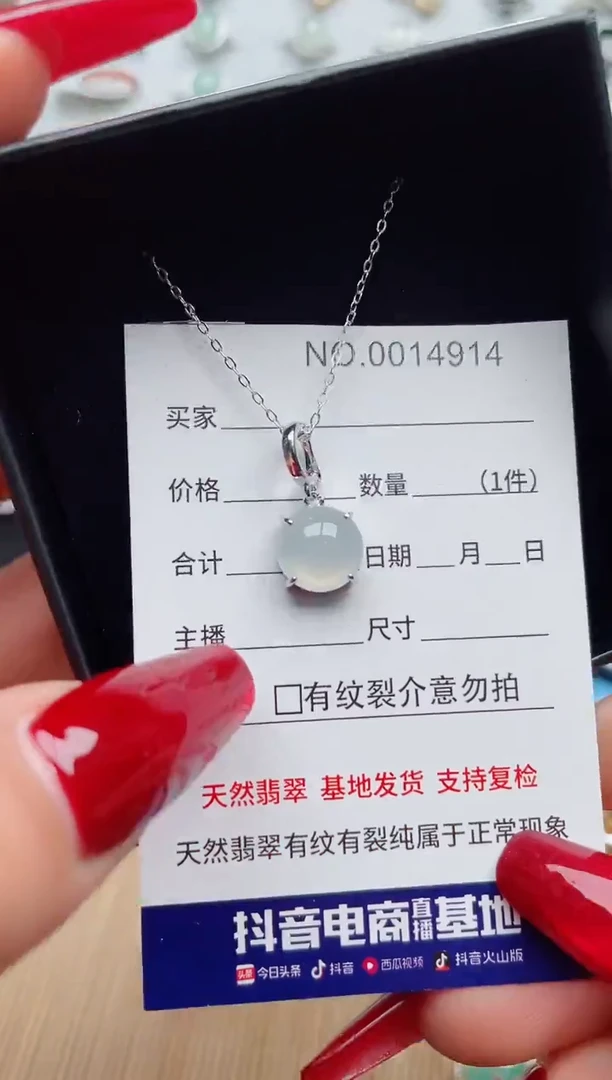 NO.0014914
买家
价格 数量 (1件)
合计 日期 月 日
主播 尺寸
□有纹裂介意勿拍
天然翡翠 基地发货 支持复检
天然翡翠有纹有裂纯属于正常现象
抖音电商直播基地
头条 今日头条 抖音 西瓜视频 抖音火山版